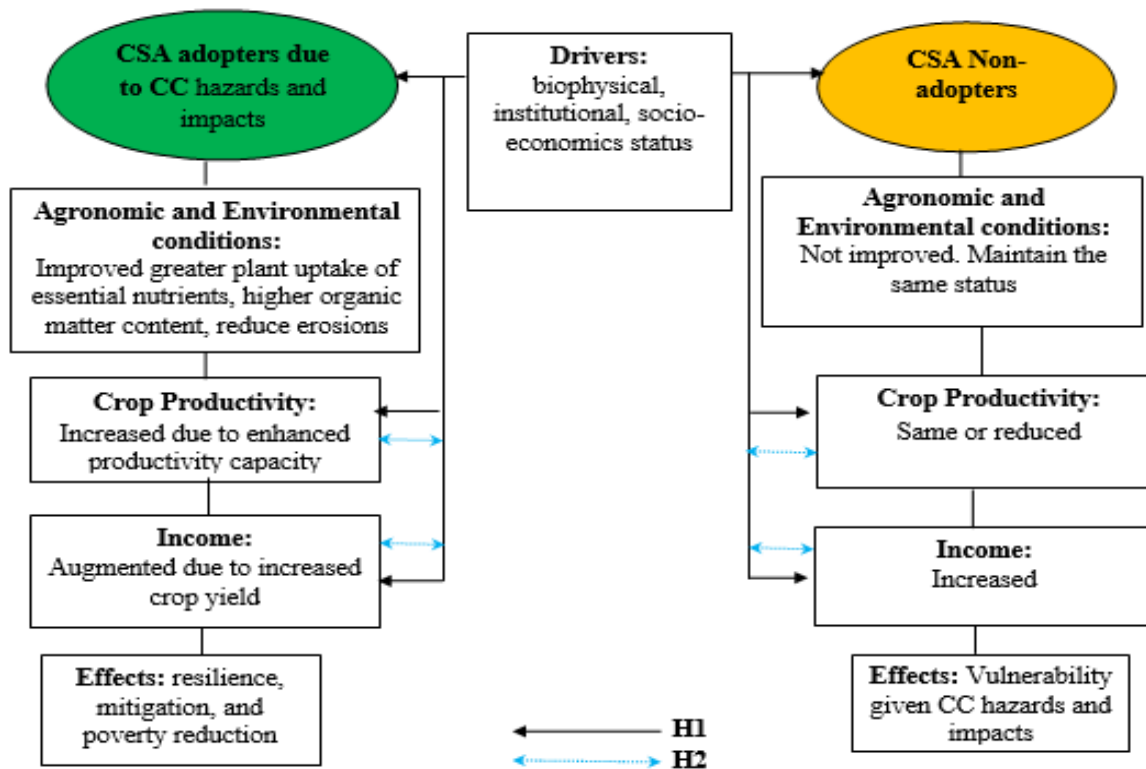 CSA adopters due
to CC hazards and
impacts
Drivers:
biophysical,
institutional, socio-
economics status
CSA Non-
adopters
Agronomic and Environmental
conditions:
Improved greater plant uptake of
essential nutrients, higher organic
matter content, reduce erosions
Agronomic and
Environmental conditions:
Not improved. Maintain the
same status
Crop Productivity:
Increased due to enhanced
productivity capacity
Crop Productivity:
Same or reduced
Income:
Augmented due to increased
crop yield
Income:
Increased
Effects: resilience,
mitigation, and
poverty reduction
Effects: Vulnerability
given CC hazards and
impacts
H1
H2